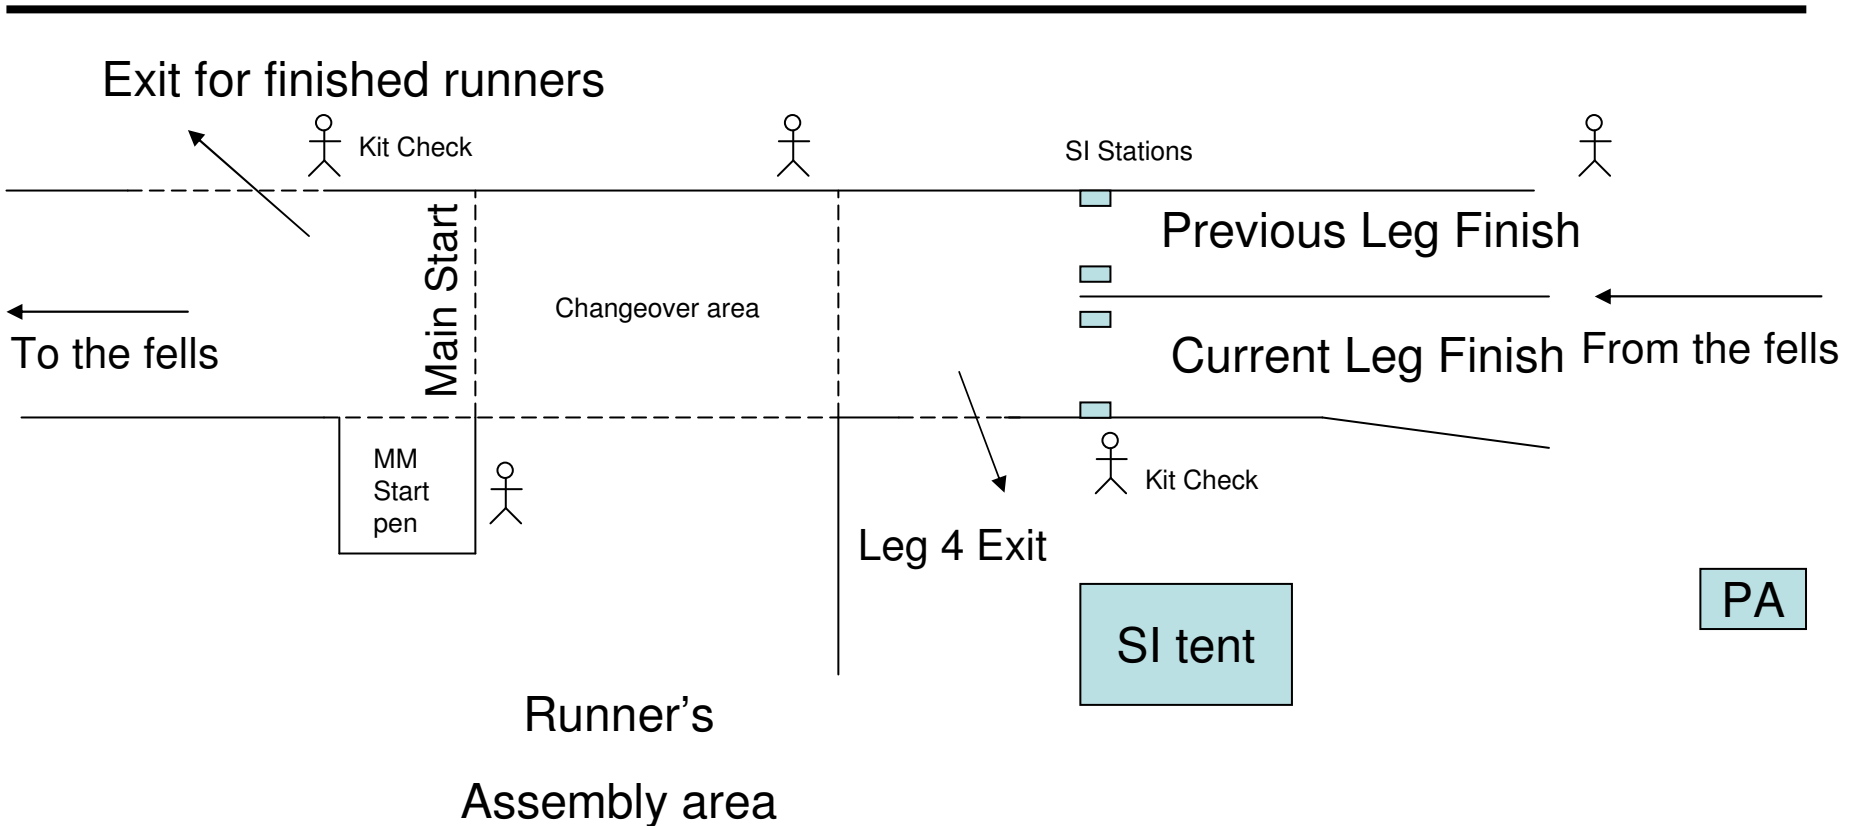 Exit for finished runners
Kit Check
SI Stations
Previous Leg Finish
Main Start
Changeover area
To the fells
Current Leg Finish
From the fells
MM
Start
pen
Kit Check
Leg 4 Exit
PA
SI tent
Runner’s
Assembly area